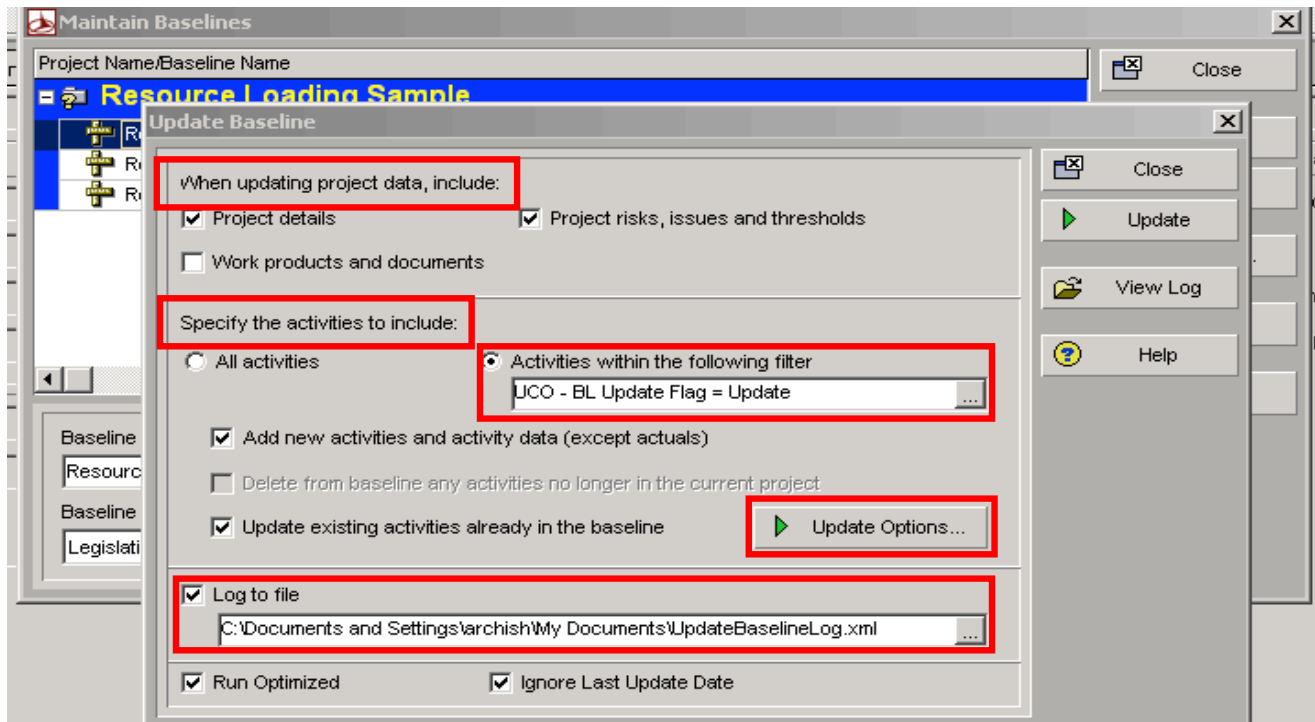 Maintain Baselines
Project Name/Baseline Name
Close
Resource Loading Sample
Update Baseline
When updating project data, include:
Close
Project details
Project risks, issues and thresholds
Update
Work products and documents
View Log
Specify the activities to include:
All activities
Activities within the following filter
Help
UCO - BL Update Flag = Update
...
Baseline
Add new activities and activity data (except actuals)
Resourc
Delete from baseline any activities no longer in the current project
Baseline
Update existing activities already in the baseline
Update Options...
Legislati
Log to file
C:\Documents and Settings\archish\My Documents\UpdateBaselineLog.xml
...
Run Optimized
Ignore Last Update Date